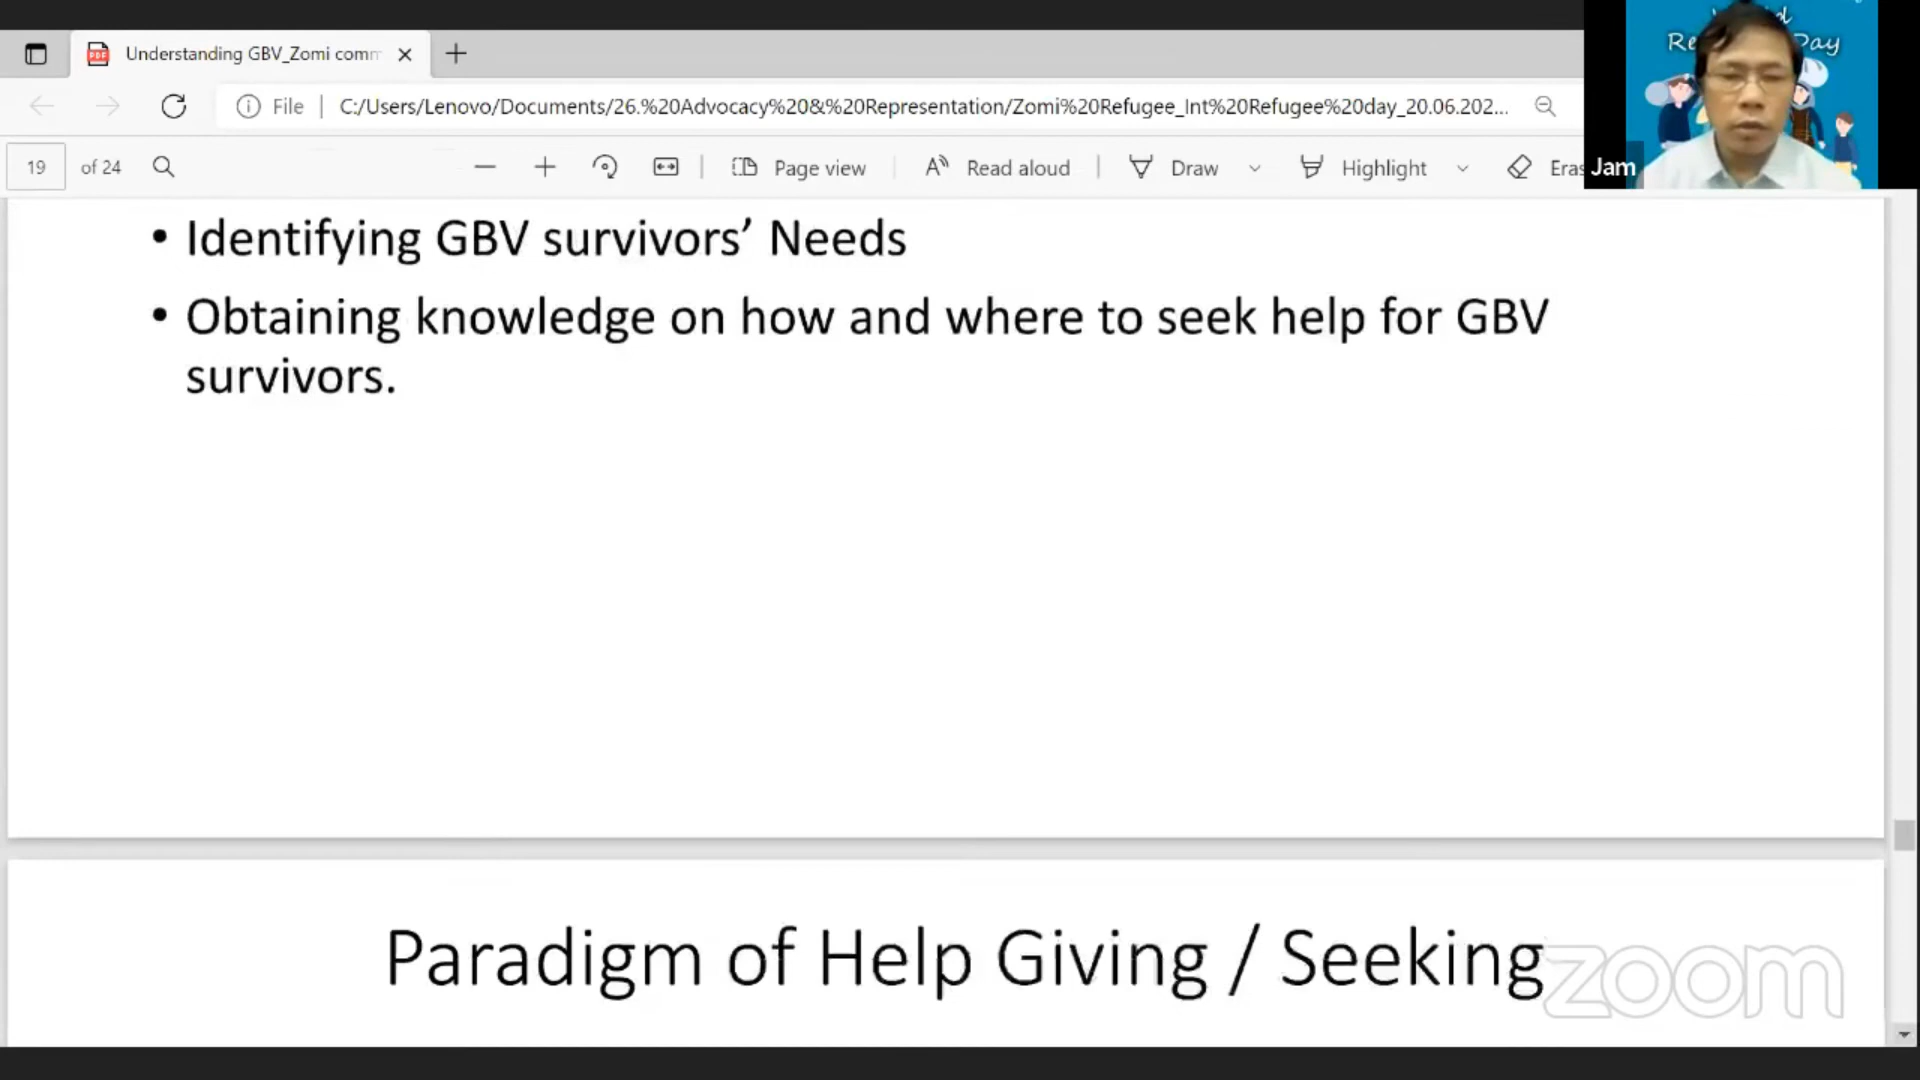 Understanding GBV_Zomi comm
File
C:/Users/Lenovo/Documents/26.%20Advocacy%20&%20Representation/Zomi%20Refugee_Int%20Refugee%20day_20.06.202...
19 of 24
Page view
Read aloud
Draw
Highlight
Eras
Jam
Day
• Identifying GBV survivors’ Needs
• Obtaining knowledge on how and where to seek help for GBV
survivors.
Paradigm of Help Giving / Seeking
zoom